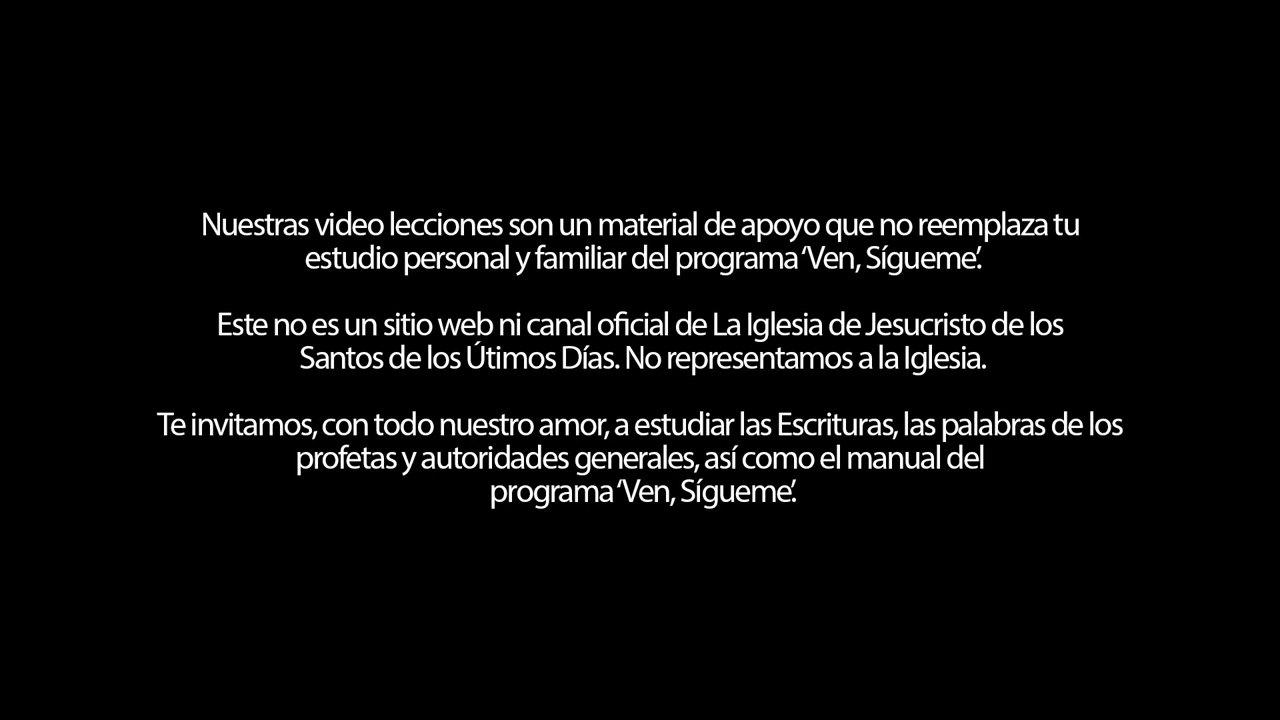 Nuestras video lecciones son un material de apoyo que no reemplaza tu
estudio personal y familiar del programa ‘Ven, Sígueme’.
Este no es un sitio web ni canal oficial de La Iglesia de Jesucristo de los
Santos de los Útimos Días. No representamos a la Iglesia.
Te invitamos, con todo nuestro amor, a estudiar las Escrituras, las palabras de los
profetas y autoridades generales, así como el manual del
programa ‘Ven, Sígueme’.